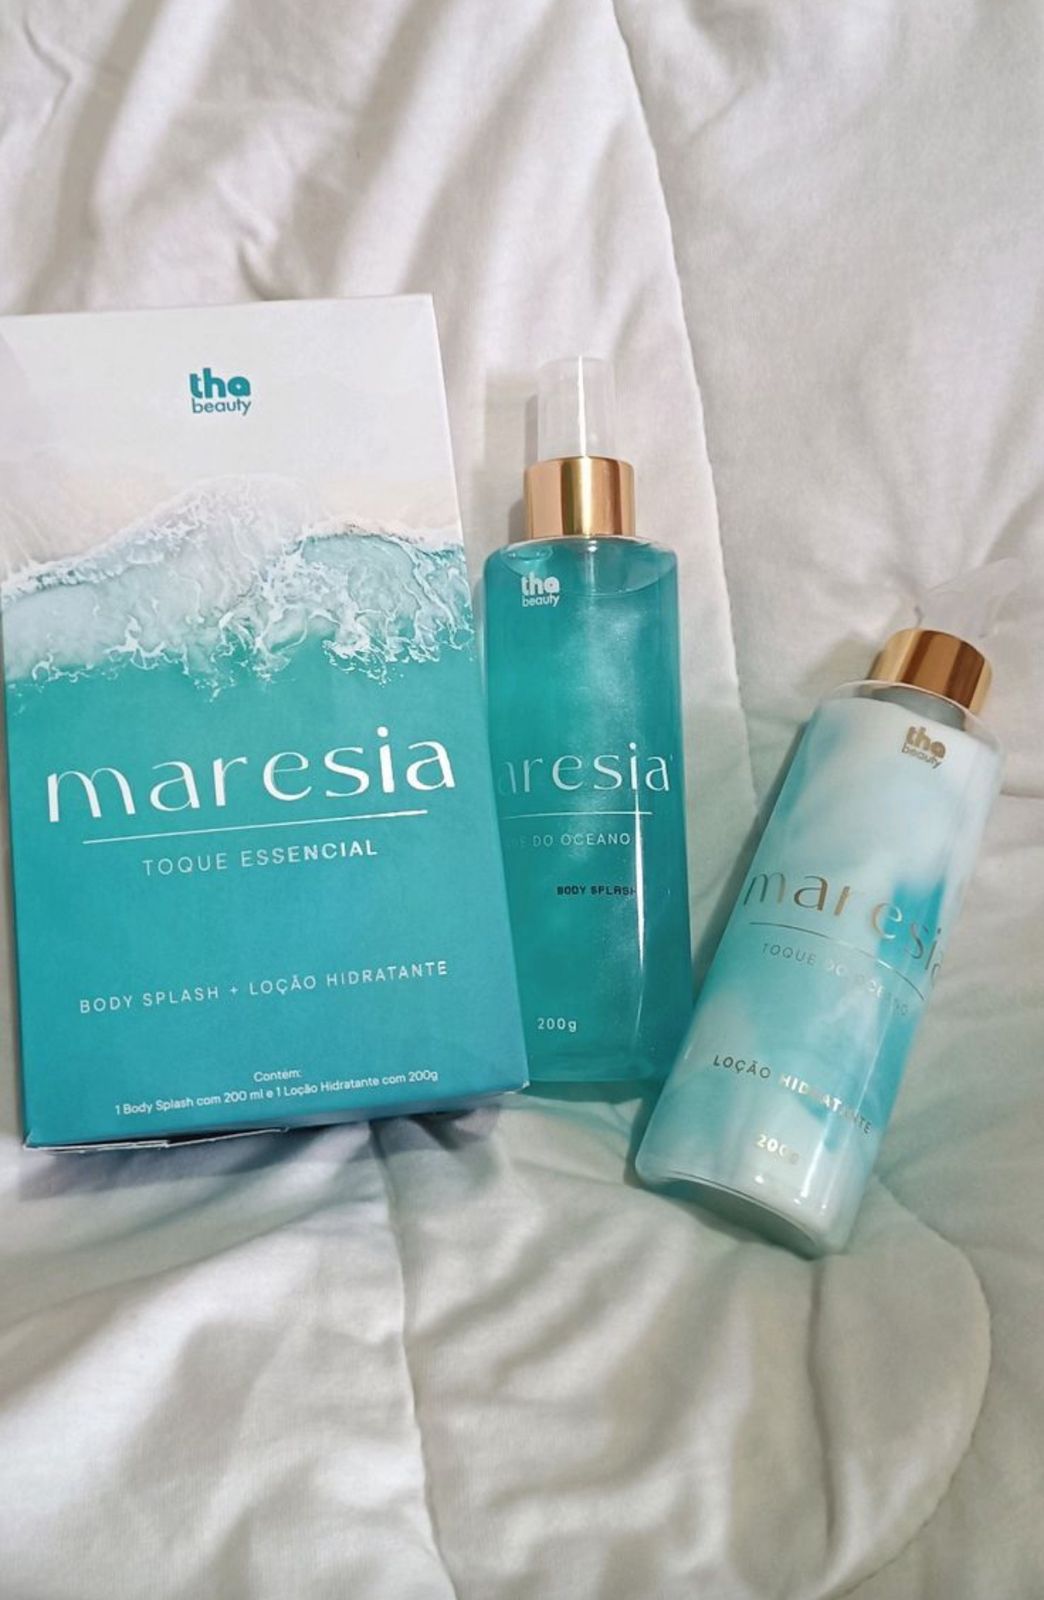 tha
beauty
maresia
TOQUE ESSENCIAL
BODY SPLASH + LOÇÃO HIDRATANTE
Contém:
1 Body Splash com 200 ml e 1 Loção Hidratante com 200g
tha
beauty
aresia
DO OCEANO
BODY SPLASH
200g
tha
beauty
maresia
TOQUE DO OCEANO
LOÇÃO HIDRATANTE
200g